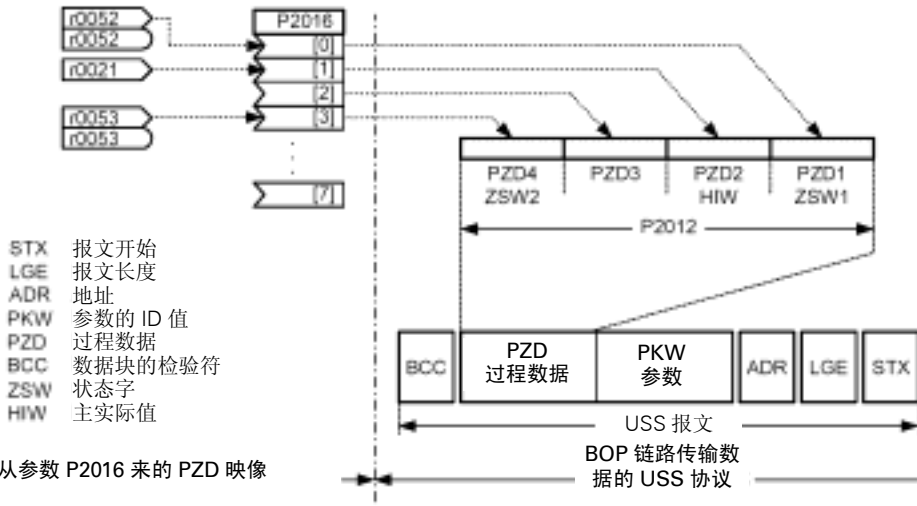 r0052
r0052
r0021
r0053
r0053
P2016
[0]
[1]
[2]
[3]
[7]
PZD4 PZD3 PZD2 PZD1
ZSW2 HIW ZSW1
P2012
STX 报文开始
LGE 报文长度
ADR 地址
PKW 参数的 ID 值
PZD 过程数据
BCC 数据块的检验符
ZSW 状态字
HIW 主实际值
BCC
PZD
过程数据
PKW
参数
ADR
LGE
STX
USS 报文
从参数 P2016 来的 PZD 映像
BOP 链路传输数
据的 USS 协议